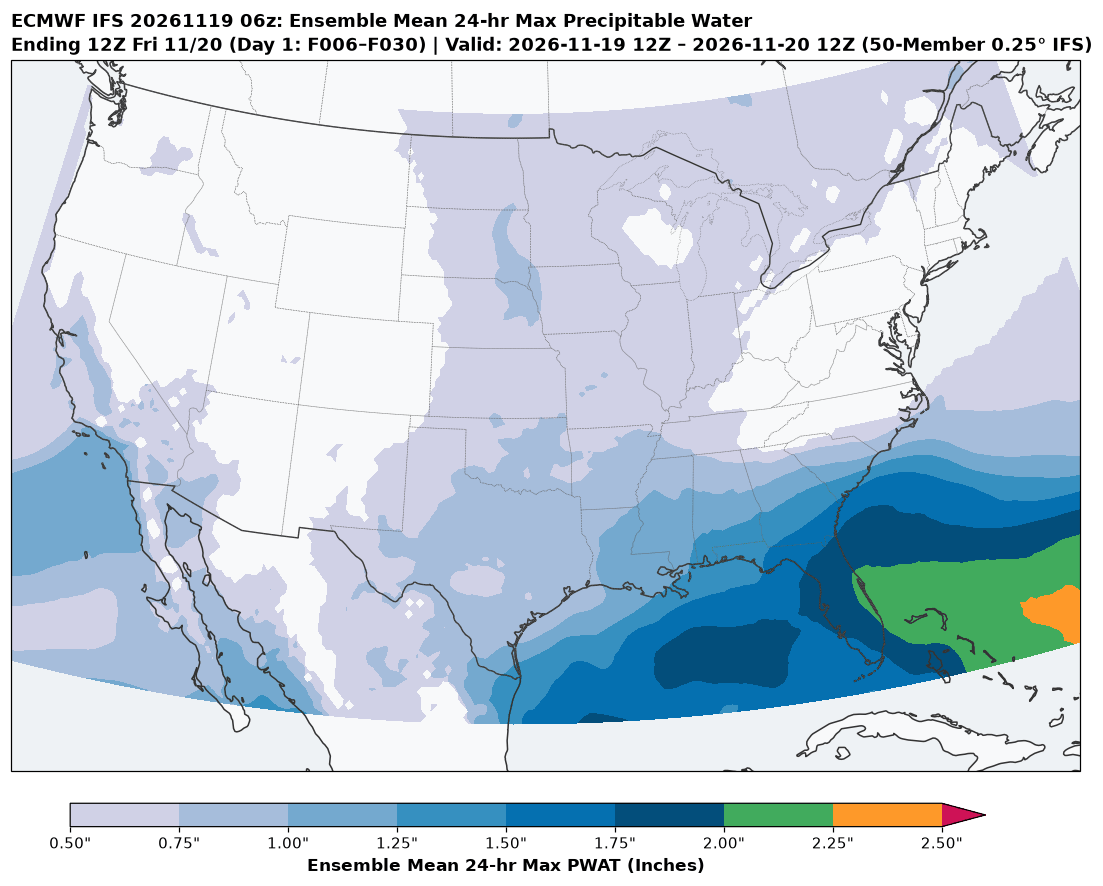 ECMWF IFS 20261119 06z: Ensemble Mean 24-hr Max Precipitable Water
Ending 12Z Fri 11/20 (Day 1: F006–F030) | Valid: 2026-11-19 12Z – 2026-11-20 12Z (50-Member 0.25° IFS)
0.50" 0.75" 1.00" 1.25" 1.50" 1.75" 2.00" 2.25" 2.50"
Ensemble Mean 24-hr Max PWAT (Inches)